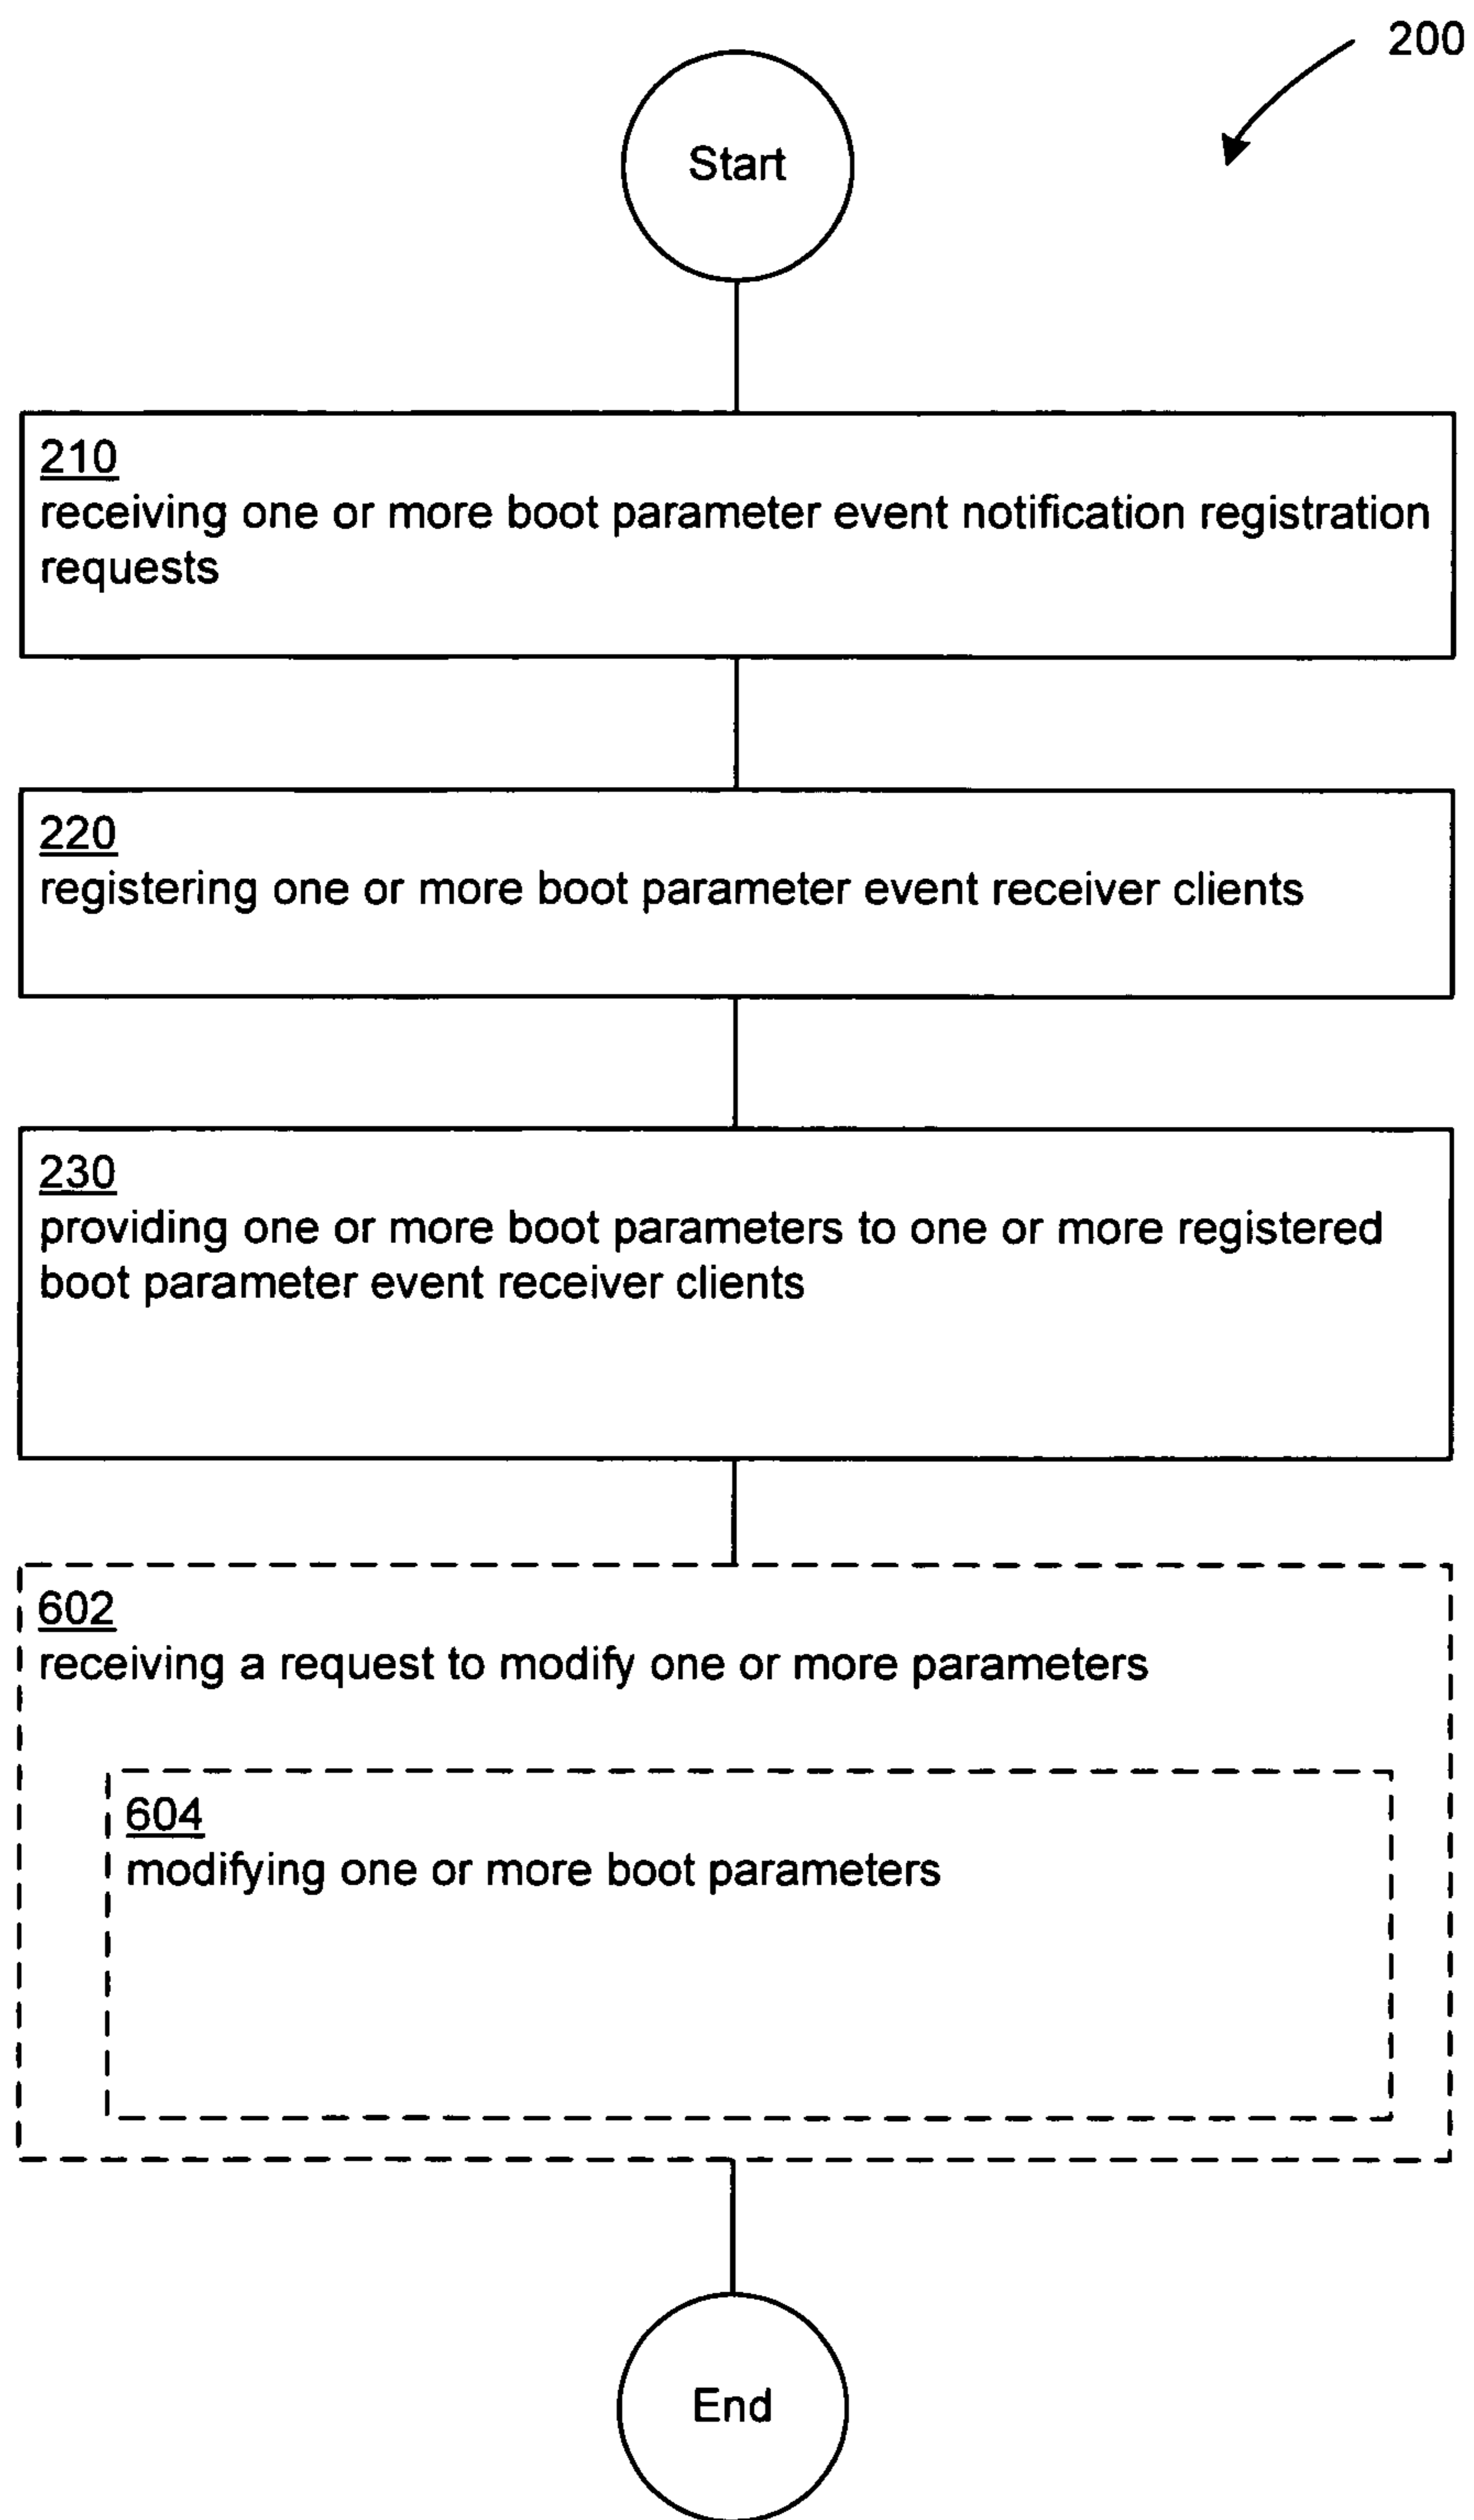 200
Start
210
receiving one or more boot parameter event notification registration
requests
220
registering one or more boot parameter event receiver clients
230
providing one or more boot parameters to one or more registered
boot parameter event receiver clients
602
receiving a request to modify one or more parameters
604
modifying one or more boot parameters
End